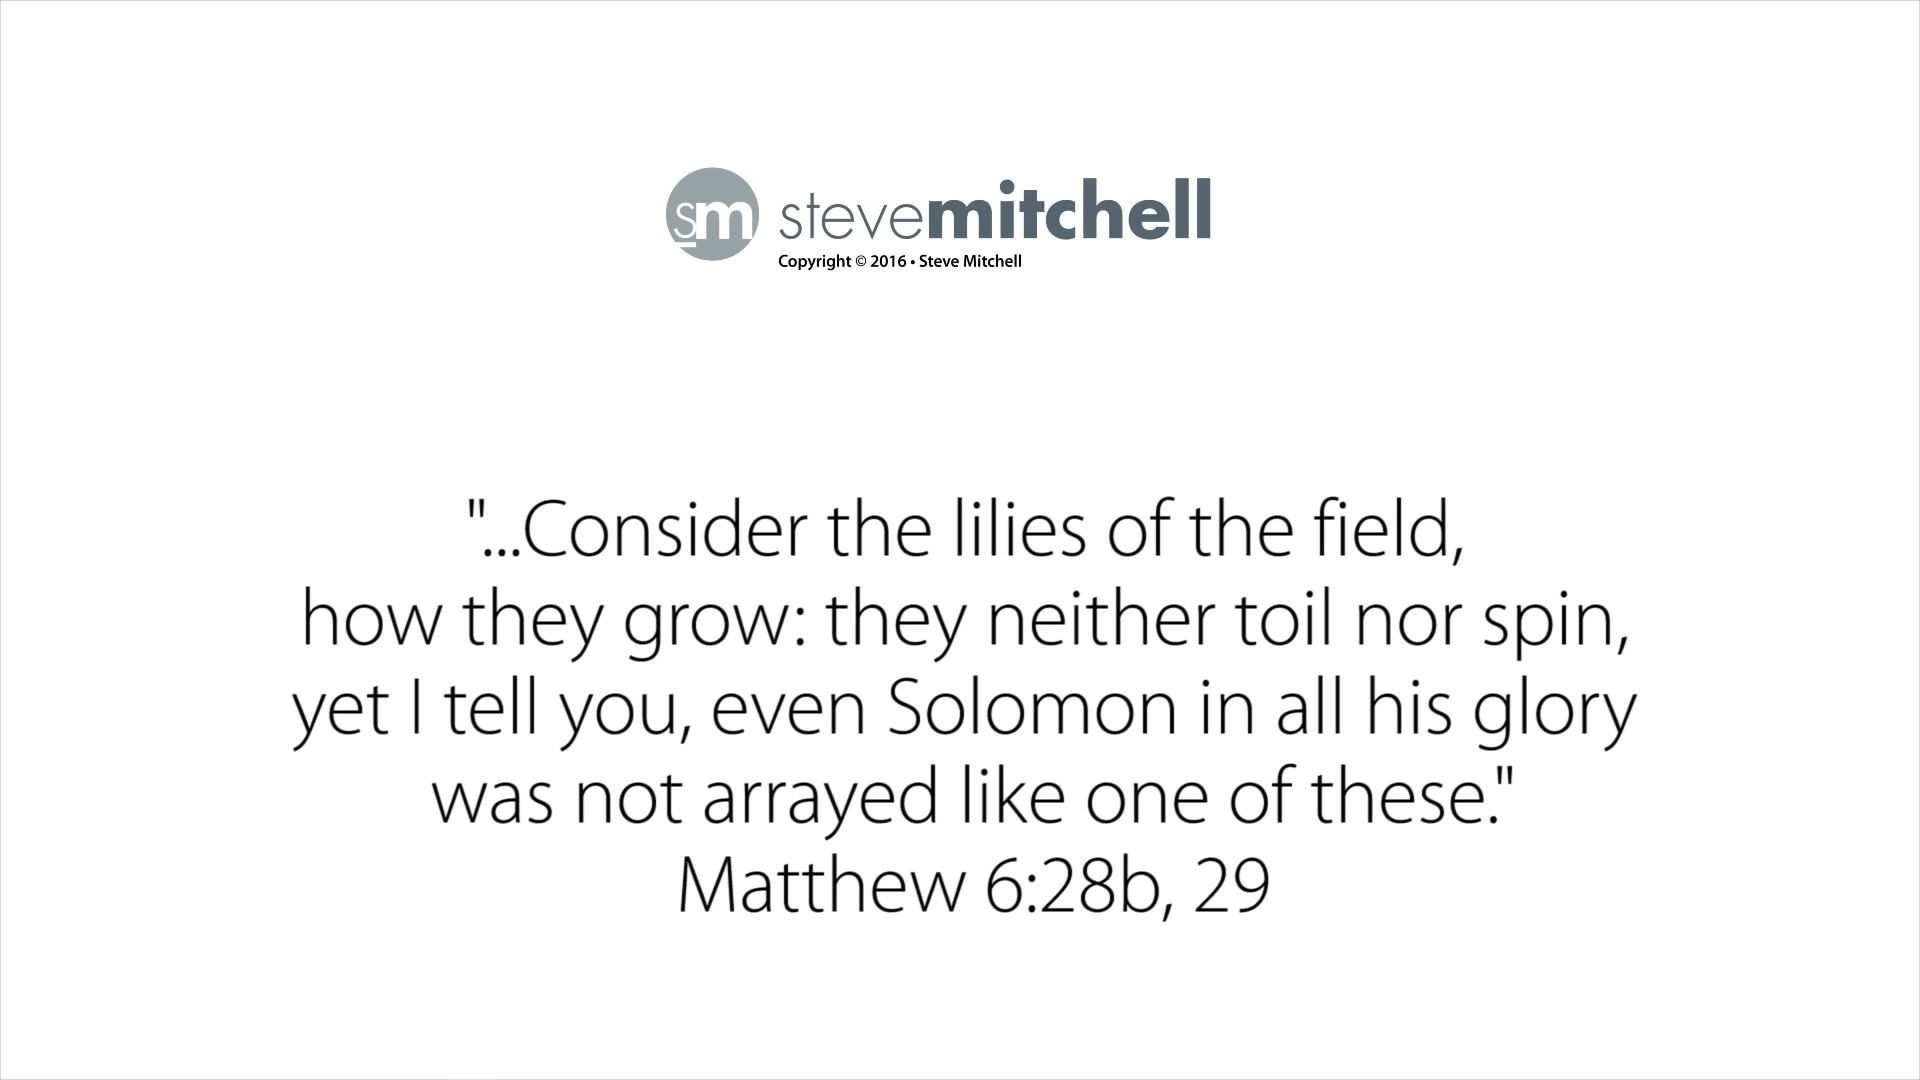 sm stevemitchell
Copyright © 2016 • Steve Mitchell
"...Consider the lilies of the field,
how they grow: they neither toil nor spin,
yet I tell you, even Solomon in all his glory
was not arrayed like one of these."
Matthew 6:28b, 29